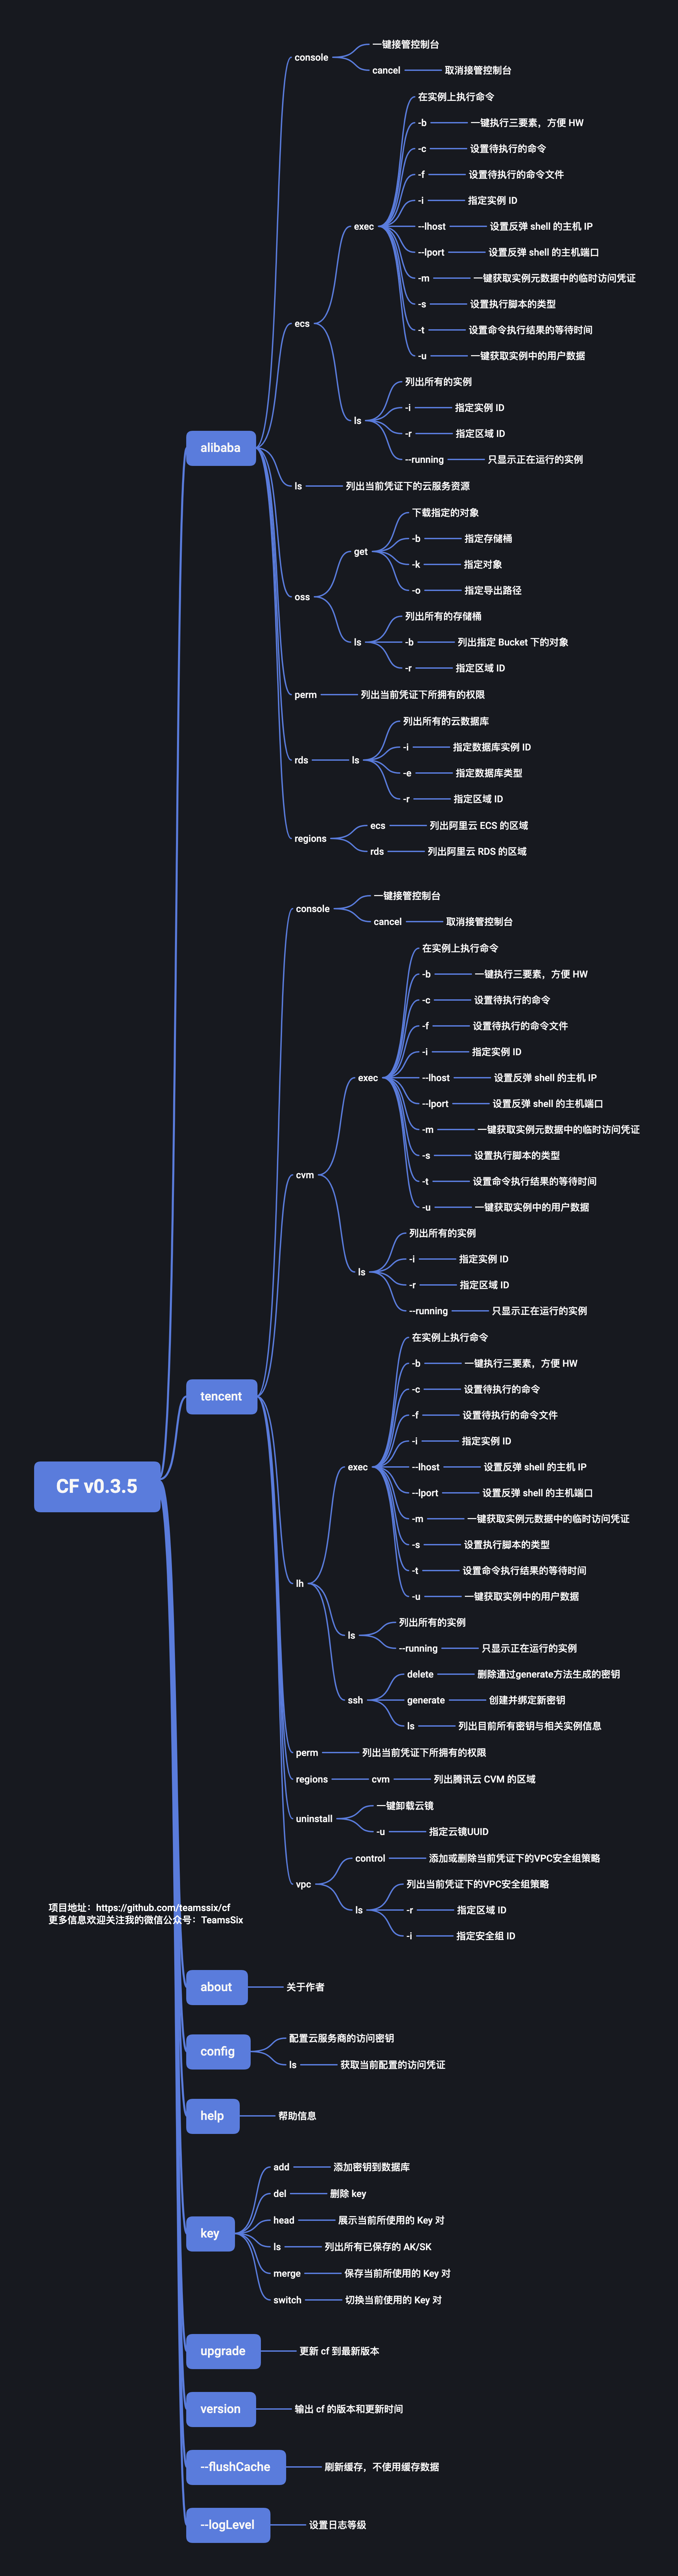 console
一键接管控制台
cancel
取消接管控制台
在实例上执行命令
-b
一键执行三要素，方便 HW
-c
设置待执行的命令
-f
设置待执行的命令文件
-i
指定实例 ID
exec
--lhost
设置反弹 shell 的主机 IP
--lport
设置反弹 shell 的主机端口
-m
一键获取实例元数据中的临时访问凭证
-s
设置执行脚本的类型
ecs
-t
设置命令执行结果的等待时间
-u
一键获取实例中的用户数据
列出所有的实例
-i
指定实例 ID
ls
-r
指定区域 ID
alibaba
--running
只显示正在运行的实例
ls
列出当前凭证下的云服务资源
下载指定的对象
-b
指定存储桶
get
-k
指定对象
-o
指定导出路径
oss
列出所有的存储桶
ls
-b
列出指定 Bucket 下的对象
-r
指定区域 ID
perm
列出当前凭证下所拥有的权限
列出所有的云数据库
-i
指定数据库实例 ID
rds
ls
-e
指定数据库类型
-r
指定区域 ID
regions
ecs
列出阿里云 ECS 的区域
rds
列出阿里云 RDS 的区域
console
一键接管控制台
cancel
取消接管控制台
在实例上执行命令
-b
一键执行三要素，方便 HW
-c
设置待执行的命令
-f
设置待执行的命令文件
-i
指定实例 ID
exec
--lhost
设置反弹 shell 的主机 IP
--lport
设置反弹 shell 的主机端口
-m
一键获取实例元数据中的临时访问凭证
-s
设置执行脚本的类型
cvm
-t
设置命令执行结果的等待时间
-u
一键获取实例中的用户数据
列出所有的实例
-i
指定实例 ID
ls
-r
指定区域 ID
--running
只显示正在运行的实例
在实例上执行命令
-b
一键执行三要素，方便 HW
-c
设置待执行的命令
tencent
-f
设置待执行的命令文件
-i
指定实例 ID
exec
--lhost
设置反弹 shell 的主机 IP
CF v0.3.5
--lport
设置反弹 shell 的主机端口
-m
一键获取实例元数据中的临时访问凭证
-s
设置执行脚本的类型
-t
设置命令执行结果的等待时间
lh
-u
一键获取实例中的用户数据
列出所有的实例
ls
--running
只显示正在运行的实例
delete
删除通过generate方法生成的密钥
ssh
generate
创建并绑定新密钥
ls
列出目前所有密钥与相关实例信息
perm
列出当前凭证下所拥有的权限
regions
cvm
列出腾讯云 CVM 的区域
uninstall
一键卸载云镜
-u
指定云镜UUID
control
添加或删除当前凭证下的VPC安全组策略
vpc
列出当前凭证下的VPC安全组策略
ls
-r
指定区域 ID
-i
指定安全组 ID
项目地址：https://github.com/teamssix/cf
更多信息欢迎关注我的微信公众号：TeamsSix
about
关于作者
config
配置云服务商的访问密钥
ls
获取当前配置的访问凭证
help
帮助信息
add
添加密钥到数据库
del
删除 key
head
展示当前所使用的 Key 对
key
ls
列出所有已保存的 AK/SK
merge
保存当前所使用的 Key 对
switch
切换当前使用的 Key 对
upgrade
更新 cf 到最新版本
version
输出 cf 的版本和更新时间
--flushCache
刷新缓存，不使用缓存数据
--logLevel
设置日志等级